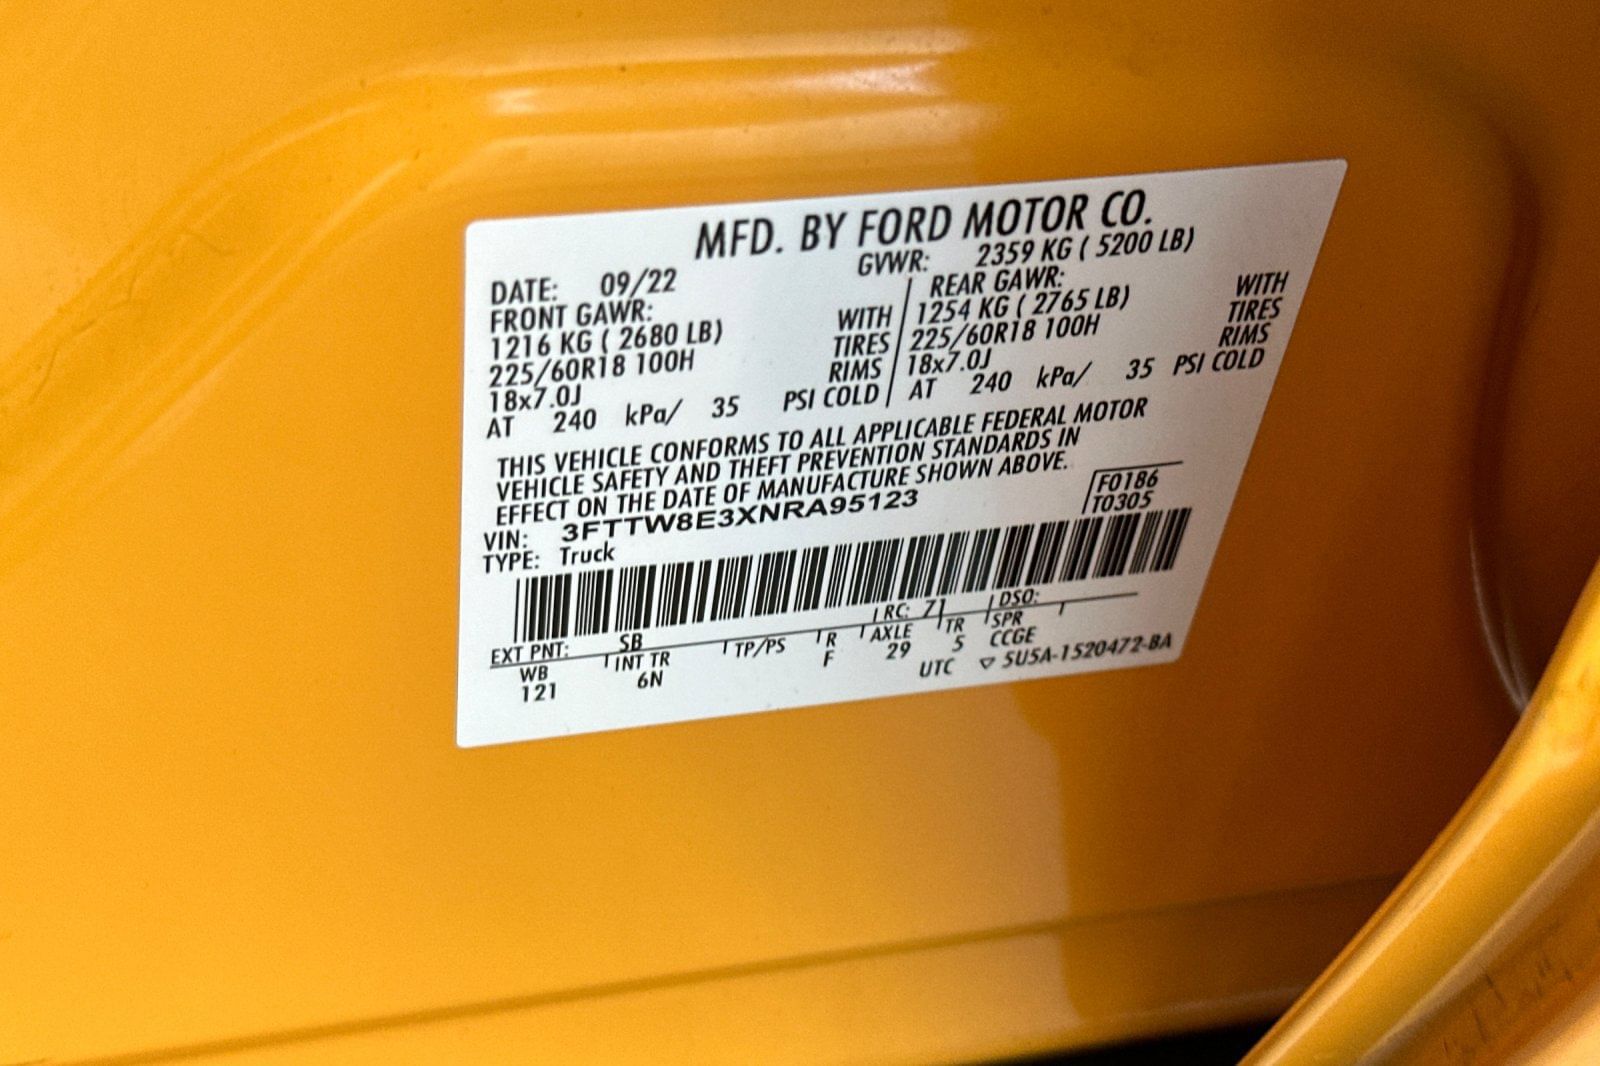 MFD. BY FORD MOTOR CO.
DATE: 09/22 GVWR: 2359 KG ( 5200 LB)
FRONT GAWR: REAR GAWR:
1216 KG ( 2680 LB) WITH 1254 KG ( 2765 LB) WITH
225/60R18 100H TIRES 225/60R18 100H TIRES
18x7.0J RIMS 18x7.0J RIMS
AT 240 kPa/ 35 PSI COLD AT 240 kPa/ 35 PSI COLD
THIS VEHICLE CONFORMS TO ALL APPLICABLE FEDERAL MOTOR
VEHICLE SAFETY AND THEFT PREVENTION STANDARDS IN
EFFECT ON THE DATE OF MANUFACTURE SHOWN ABOVE.
VIN: 3FTTW8E3XNRA95123 F0186
TYPE: Truck T0305
EXT PNT: SB RC: 71 DSO:
WB INT TR TP/PS R AXLE TR SPR
121 6N F 29 5 CCGE
UTC ▽ 5U5A-1520472-BA